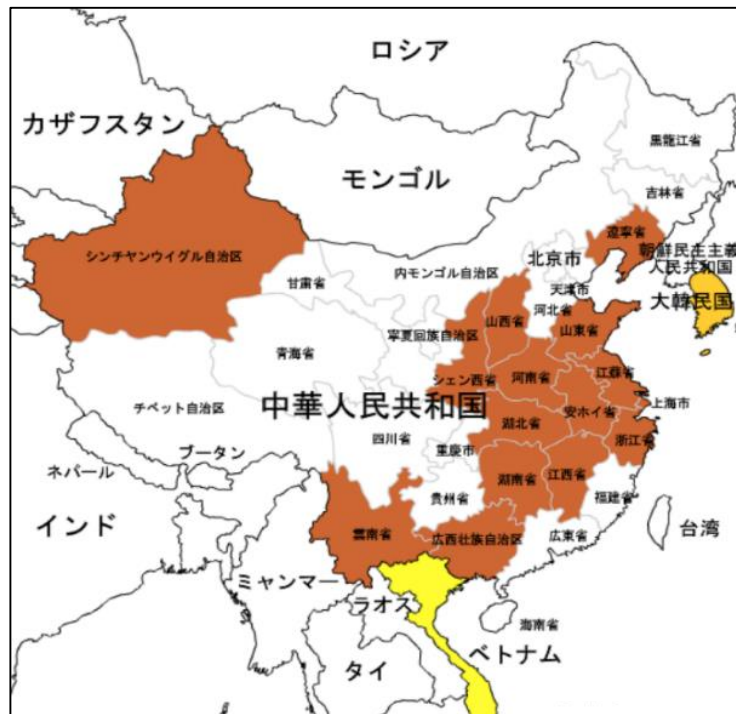 ロシア
カザフスタン
モンゴル
黒龍江省
吉林省
遼寧省
シンチヤンウイグル自治区
内モンゴル自治区
北京市
朝鮮民主主義
人民共和国
甘粛省
天津市
河北省
大韓民国
山西省
寧夏回族自治区
山東省
青海省
シェン西省
河南省
江蘇省
中華人民共和国
チベット自治区
安ホイ省
上海市
湖北省
四川省
重慶市
浙江省
ブータン
ネパール
湖南省
江西省
貴州省
福建省
インド
雲南省
広西壮族自治区
広東省
台湾
ミャンマー
ラオス
海南省
ベトナム
タイ